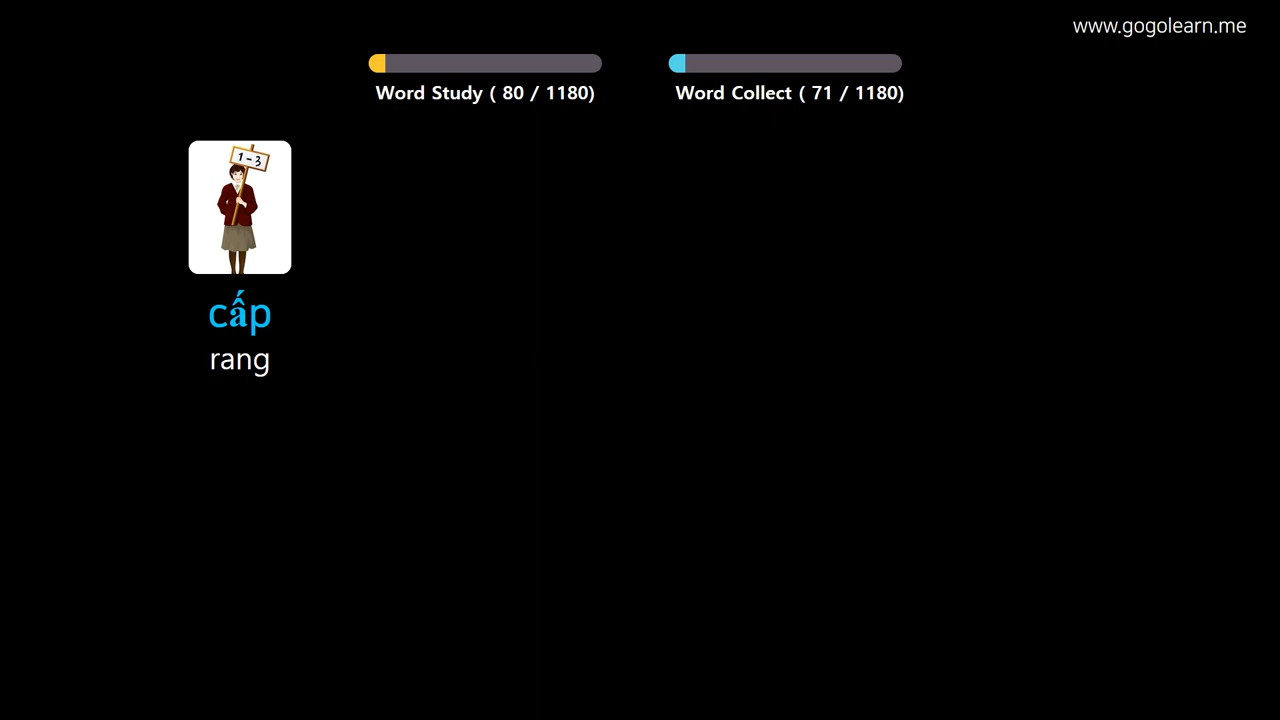 www.gogolearn.me
Word Study ( 80 / 1180)
Word Collect ( 71 / 1180)
1-3
cấp
rang